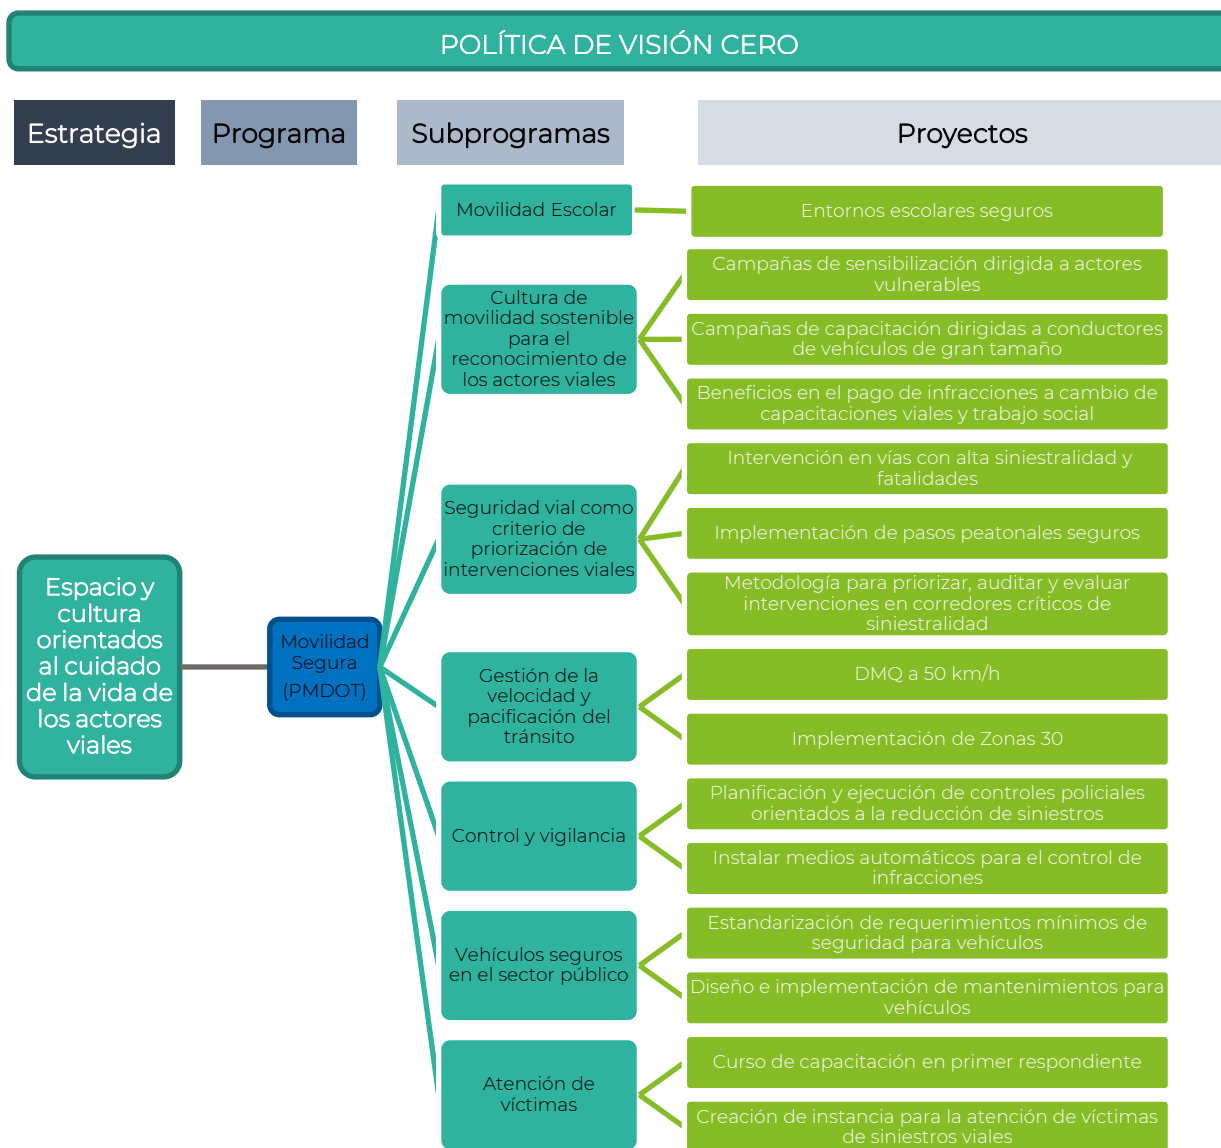 POLÍTICA DE VISIÓN CERO
Estrategia
Programa
Subprogramas
Proyectos
Espacio y
cultura
orientados
al cuidado
de la vida de
los actores
viales
Movilidad
Segura
(PMDOT)
Movilidad Escolar
Entornos escolares seguros
Cultura de
movilidad sostenible
para el
reconocimiento de
los actores viales
Campañas de sensibilización dirigida a actores
vulnerables
Campañas de capacitación dirigidas a conductores
de vehículos de gran tamaño
Beneficios en el pago de infracciones a cambio de
capacitaciones viales y trabajo social
Seguridad vial como
criterio de
priorización de
intervenciones viales
Intervención en vías con alta siniestralidad y
fatalidades
Implementación de pasos peatonales seguros
Metodología para priorizar, auditar y evaluar
intervenciones en corredores críticos de
siniestralidad
Gestión de la
velocidad y
pacificación del
tránsito
DMQ a 50 km/h
Implementación de Zonas 30
Control y vigilancia
Planificación y ejecución de controles policiales
orientados a la reducción de siniestros
Instalar medios automáticos para el control de
infracciones
Vehículos seguros
en el sector público
Estandarización de requerimientos mínimos de
seguridad para vehículos
Diseño e implementación de mantenimientos para
vehículos
Atención de
víctimas
Curso de capacitación en primer respondiente
Creación de instancia para la atención de víctimas
de siniestros viales